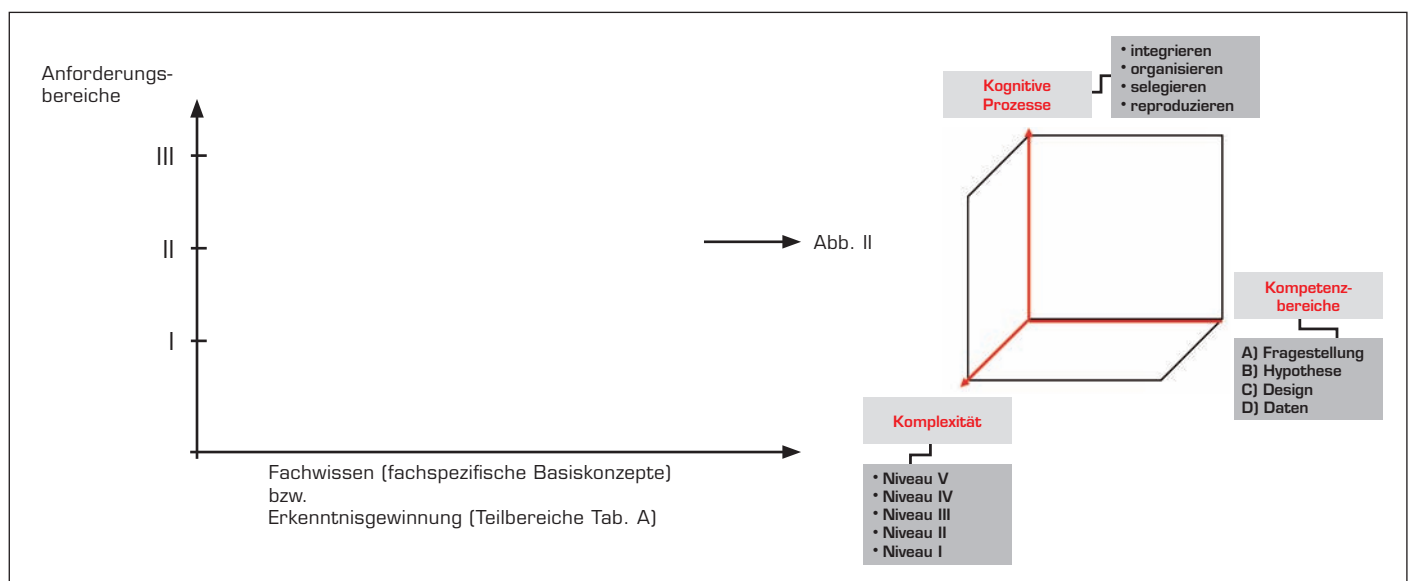 Anforderungs-
bereiche
III
II
I
Fachwissen (fachspezifische Basiskonzepte)
bzw.
Erkenntnisgewinnung (Teilbereiche Tab. A)
Abb. II
Kognitive
Prozesse
• integrieren
• organisieren
• selegieren
• reproduzieren
Kompetenz-
bereiche
A) Fragestellung
B) Hypothese
C) Design
D) Daten
Komplexität
• Niveau V
• Niveau IV
• Niveau III
• Niveau II
• Niveau I